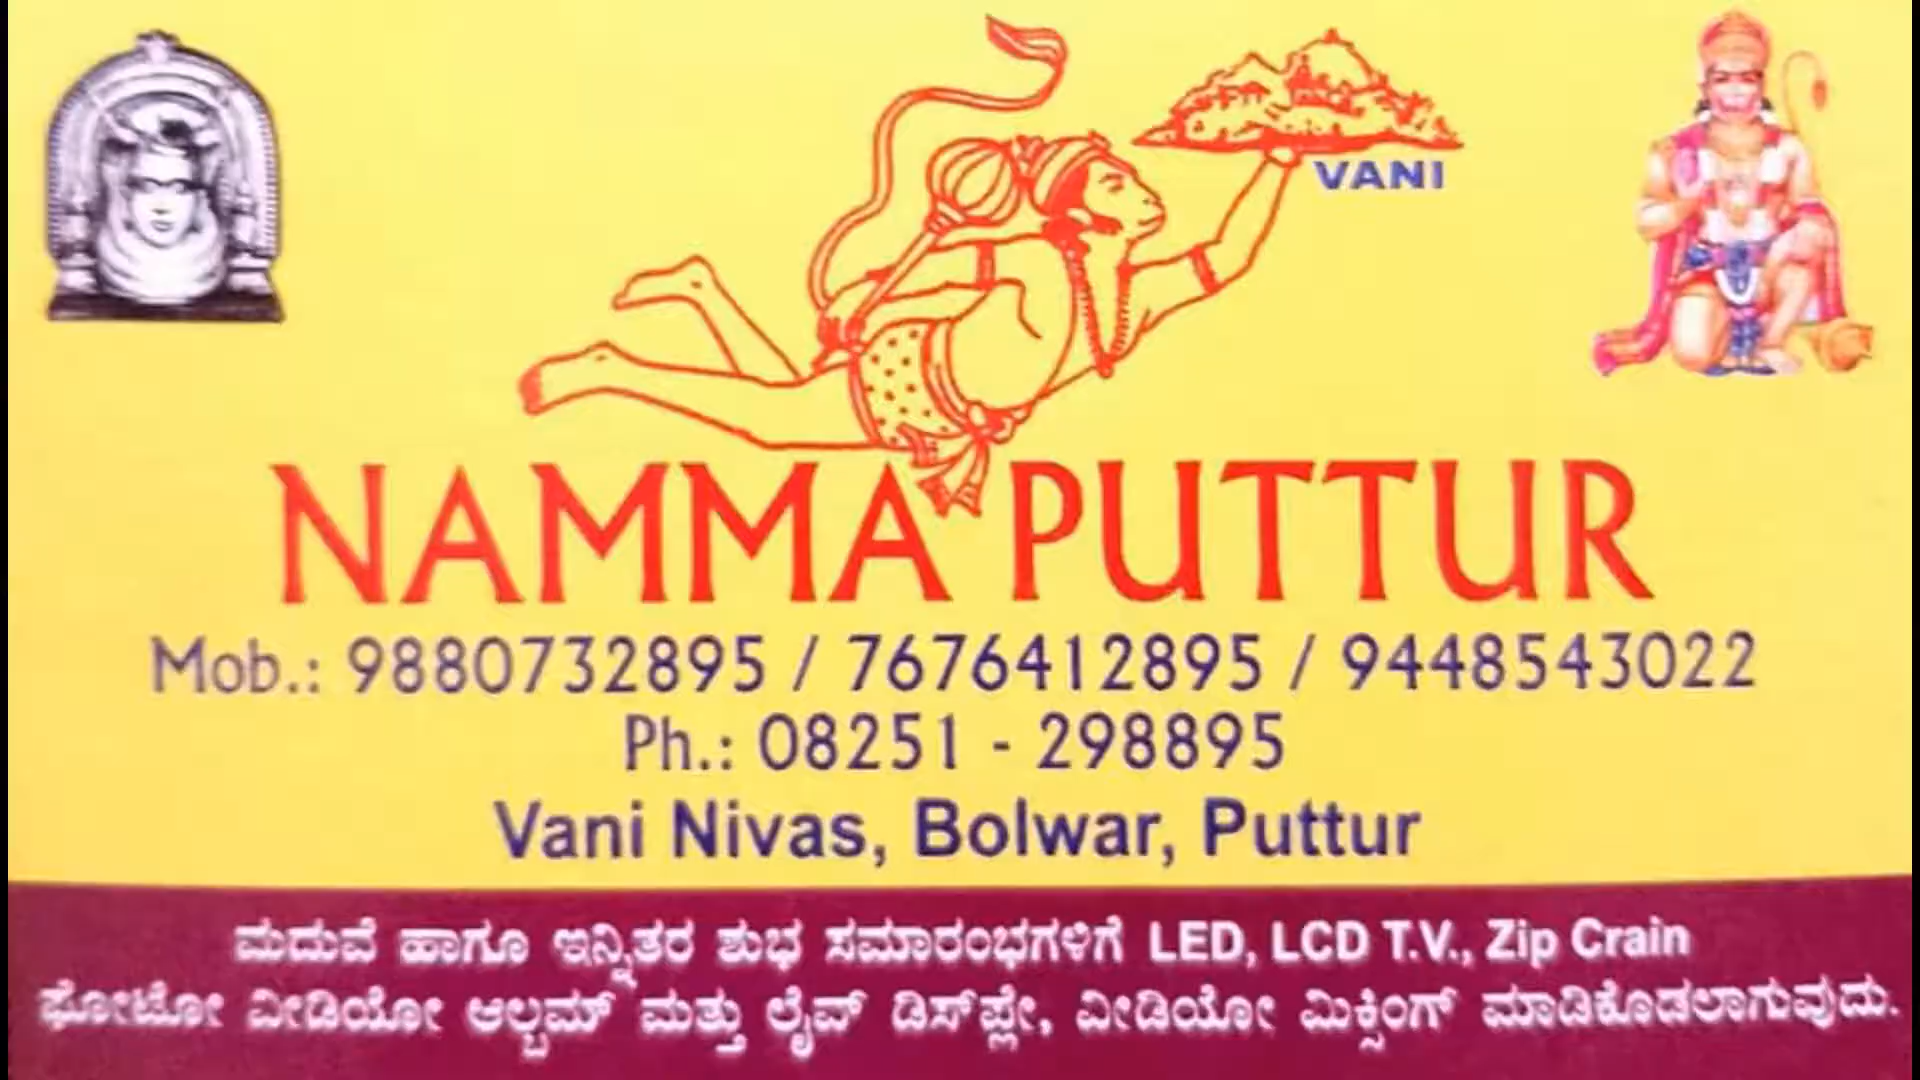 VANI
NAMMA PUTTUR
Mob.: 9880732895 / 7676412895 / 9448543022
Ph.: 08251 - 298895
Vani Nivas, Bolwar, Puttur
ಮದುವೆ ಹಾಗೂ ಇನ್ನಿತರ ಶುಭ ಸಮಾರಂಭಗಳಿಗೆ LED, LCD T.V., Zip Crain
ಫೋಟೋ ವೀಡಿಯೋ ಆಲ್ಬಮ್ ಮತ್ತು ಲೈವ್ ಡಿಸ್‌ಪ್ಲೇ, ವೀಡಿಯೋ ಮಿಕ್ಸಿಂಗ್ ಮಾಡಿಕೊಡಲಾಗುವುದು.